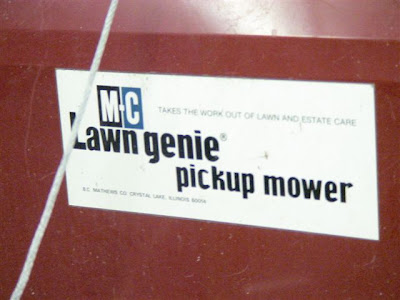 M-C
TAKES THE WORK OUT OF LAWN AND ESTATE CARE
Lawn genie®
pickup mower
B.C. MATHEWS CO. CRYSTAL LAKE, ILLINOIS 60014